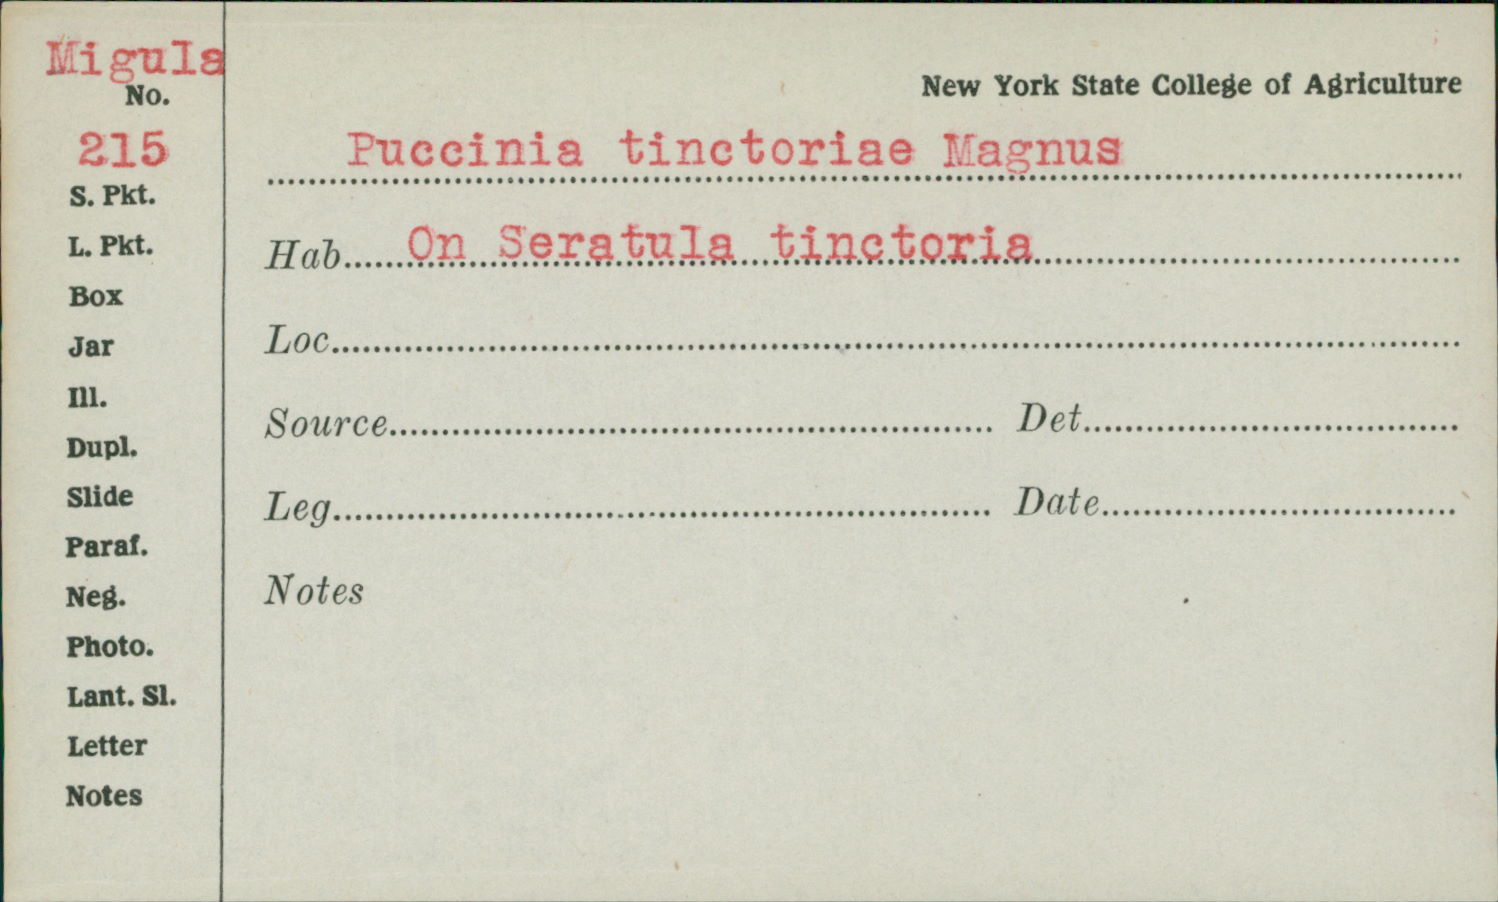 Migula
No.
215
S. Pkt.
L. Pkt.
Box
Jar
Ill.
Dupl.
Slide
Paraf.
Neg.
Photo.
Lant. Sl.
Letter
Notes
New York State College of Agriculture
Puccinia tinctoriae Magnus
Hab. On Seratula tinctoria
Loc.
Source. Det.
Leg. Date.
Notes